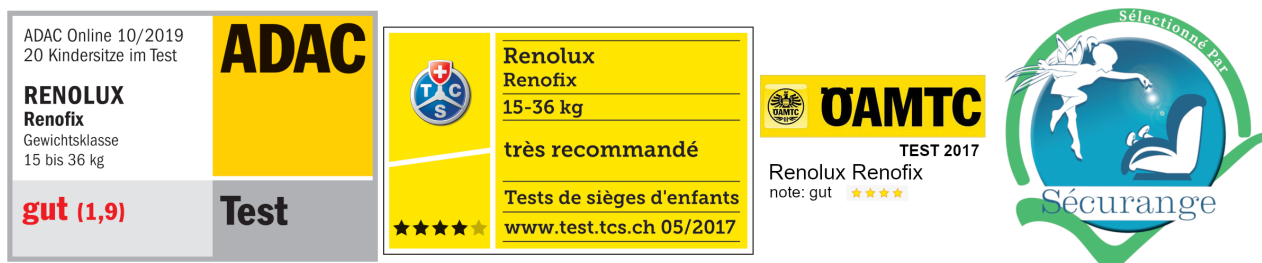 ADAC Online 10/2019
20 Kindersitze im Test
RENOLUX
Renofix
Gewichtsklasse
15 bis 36 kg
gut (1,9)
ADAC
Test
TCS
Renolux
Renofix
15-36 kg
très recommandé
Tests de sièges d'enfants
www.test.tcs.ch 05/2017
ÖAMTC
ÖAMTC
TEST 2017
Renolux Renofix
note: gut
Sélectionné par
Sécurange